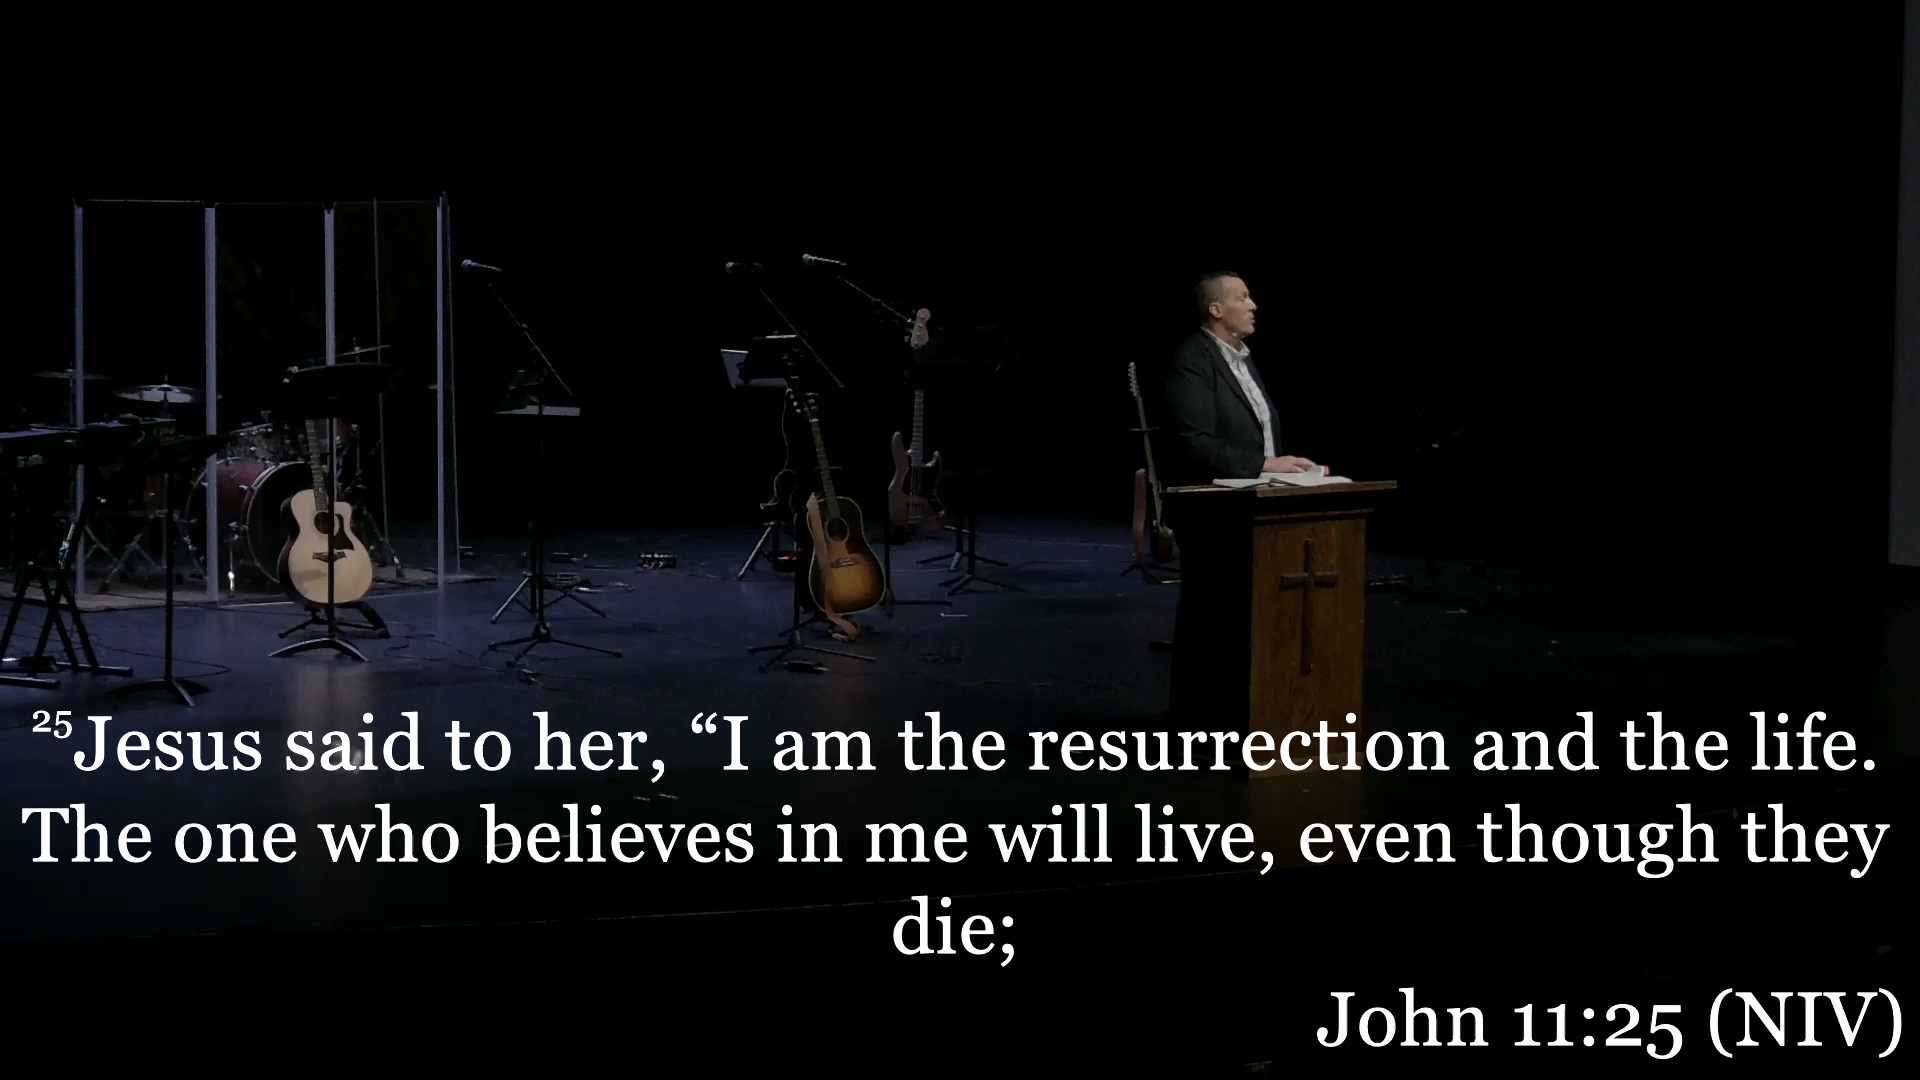 ²⁵Jesus said to her, “I am the resurrection and the life.
The one who believes in me will live, even though they
die;
John 11:25 (NIV)